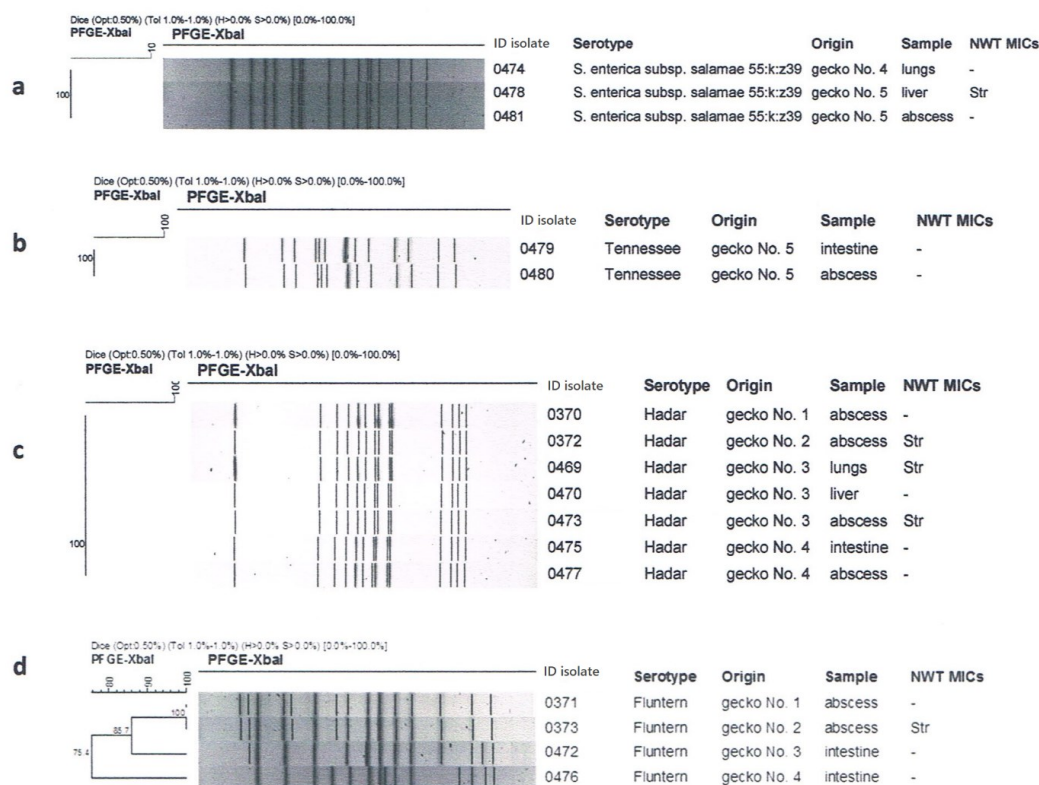 Dice (Opt:0.50%) (Tol 1.0%-1.0%) (H>0.0% S>0.0%) [0.0%-100.0%]
PFGE-XbaI PFGE-XbaI
a
100
ID isolate Serotype Origin Sample NWT MICs
0474 S. enterica subsp. salamae 55:k:z39 gecko No. 4 lungs -
0478 S. enterica subsp. salamae 55:k:z39 gecko No. 5 liver Str
0481 S. enterica subsp. salamae 55:k:z39 gecko No. 5 abscess -
Dice (Opt:0.50%) (Tol 1.0%-1.0%) (H>0.0% S>0.0%) [0.0%-100.0%]
PFGE-XbaI PFGE-XbaI
100
b
100
ID isolate Serotype Origin Sample NWT MICs
0479 Tennessee gecko No. 5 intestine -
0480 Tennessee gecko No. 5 abscess -
Dice (Opt:0.50%) (Tol 1.0%-1.0%) (H>0.0% S>0.0%) [0.0%-100.0%]
PFGE-XbaI PFGE-XbaI
c
100
ID isolate Serotype Origin Sample NWT MICs
0370 Hadar gecko No. 1 abscess -
0372 Hadar gecko No. 2 abscess Str
0469 Hadar gecko No. 3 lungs Str
0470 Hadar gecko No. 3 liver -
0473 Hadar gecko No. 3 abscess Str
0475 Hadar gecko No. 4 intestine -
0477 Hadar gecko No. 4 abscess -
Dice (Opt:0.50%) (Tol 1.0%-1.0%) (H>0.0% S>0.0%) [0.0%-100.0%]
PFGE-XbaI PFGE-XbaI
d
80 90 100
100
85.7
75.4
ID isolate Serotype Origin Sample NWT MICs
0371 Fluntern gecko No. 1 abscess -
0373 Fluntern gecko No. 2 abscess Str
0472 Fluntern gecko No. 3 intestine -
0476 Fluntern gecko No. 4 intestine -